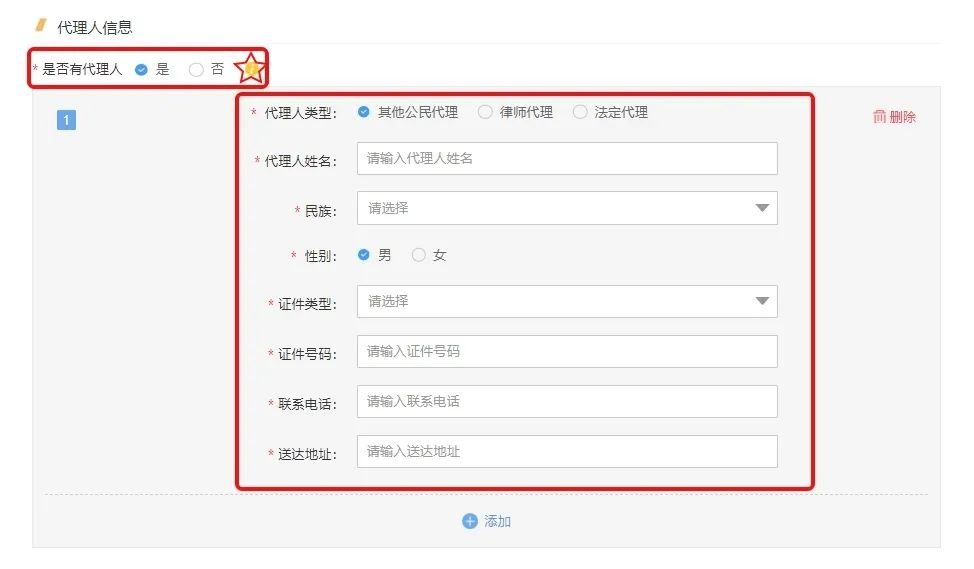 代理人信息
* 是否有代理人 是 否
1
* 代理人类型: 其他公民代理 律师代理 法定代理
删除
* 代理人姓名: 请输入代理人姓名
* 民族: 请选择
* 性别: 男 女
* 证件类型: 请选择
* 证件号码: 请输入证件号码
* 联系电话: 请输入联系电话
* 送达地址: 请输入送达地址
添加